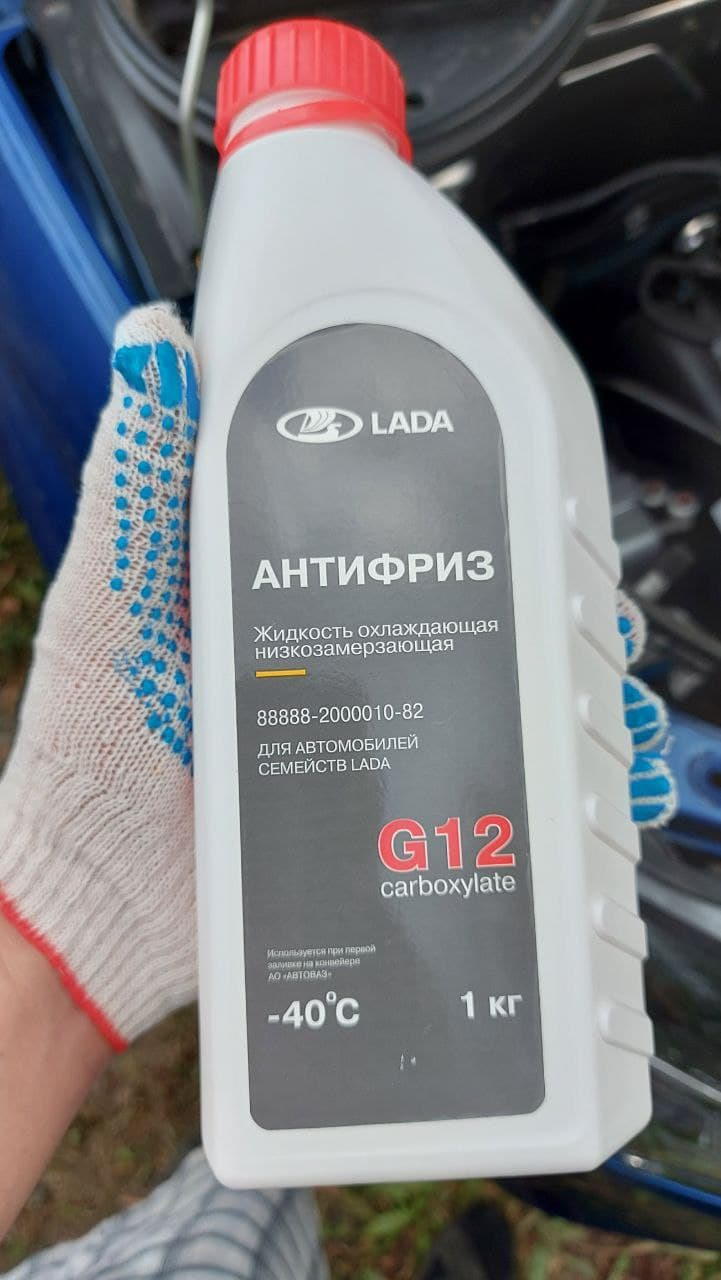 LADA
АНТИФРИЗ
Жидкость охлаждающая
низкозамерзающая
88888-2000010-82
ДЛЯ АВТОМОБИЛЕЙ
СЕМЕЙСТВ LADA
G12
carboxylate
Используется при первой
заливке на конвейере
АО «АВТОВАЗ»
-40°C
1 кг